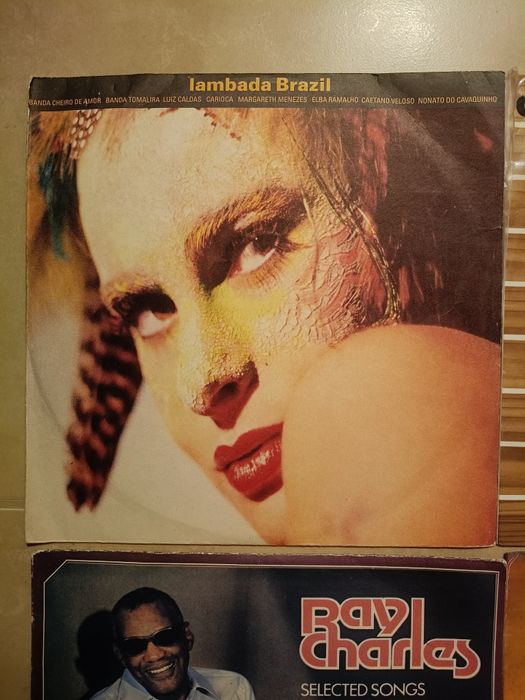 lambada Brazil
BANDA CHEIRO DE AMOR BANDA TOMALIRA LUIZ CALDAS CARIOCA MARGARETH MENEZES ELBA RAMALHO CAETANO VELOSO NONATO DO CAVAQUINHO
Ray
Charles
SELECTED SONGS